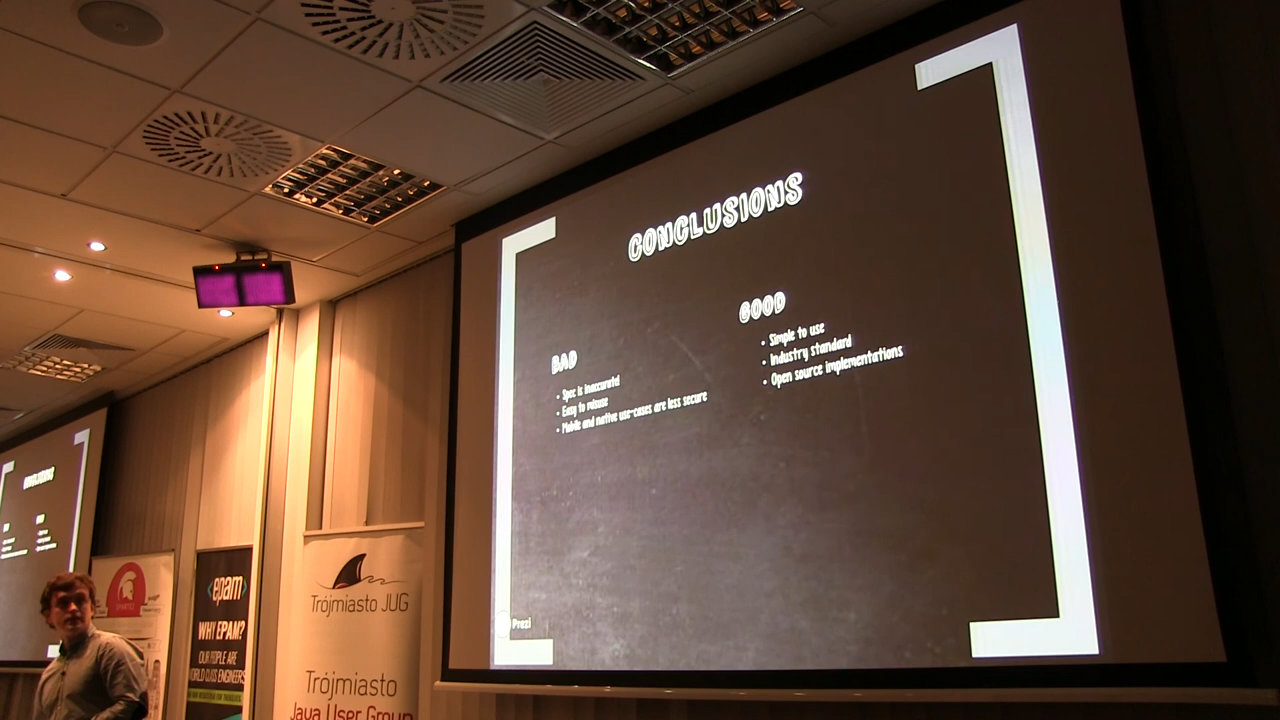 CONCLUSIONS
BAD
• Spec is inaccurate!
• Easy to misuse
• Mobile and native use-cases are less secure
GOOD
• Simple to use
• Industry standard
• Open source implementations
Prezi
CONCLUSIONS
<epam>
WHY EPAM?
OUR PEOPLE ARE
WORLD CLASS ENGINEERS
Trójmiasto JUG
Trójmiasto
Java User Group